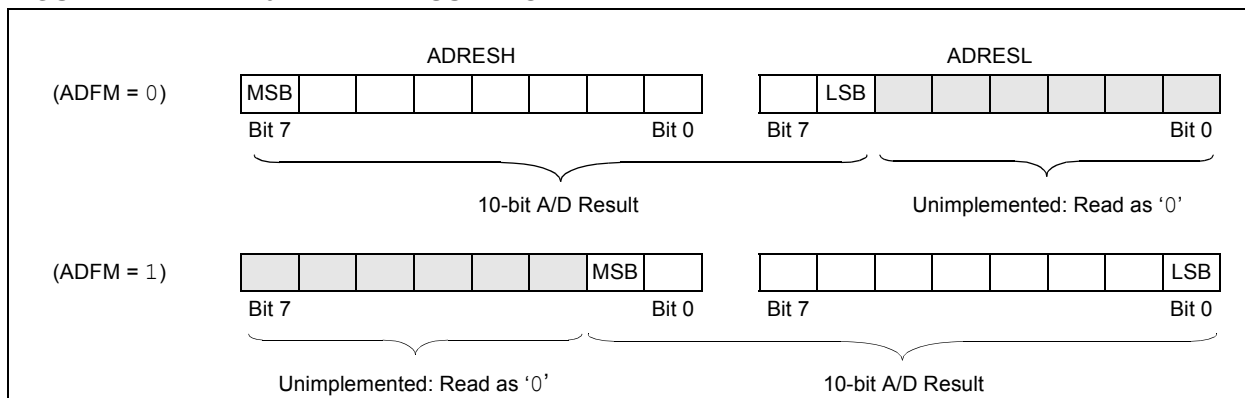 ADRESH ADRESL
(ADFM = 0) MSB LSB
Bit 7 Bit 0 Bit 7 Bit 0
10-bit A/D Result Unimplemented: Read as ‘0’
(ADFM = 1) MSB LSB
Bit 7 Bit 0 Bit 7 Bit 0
Unimplemented: Read as ‘0’ 10-bit A/D Result